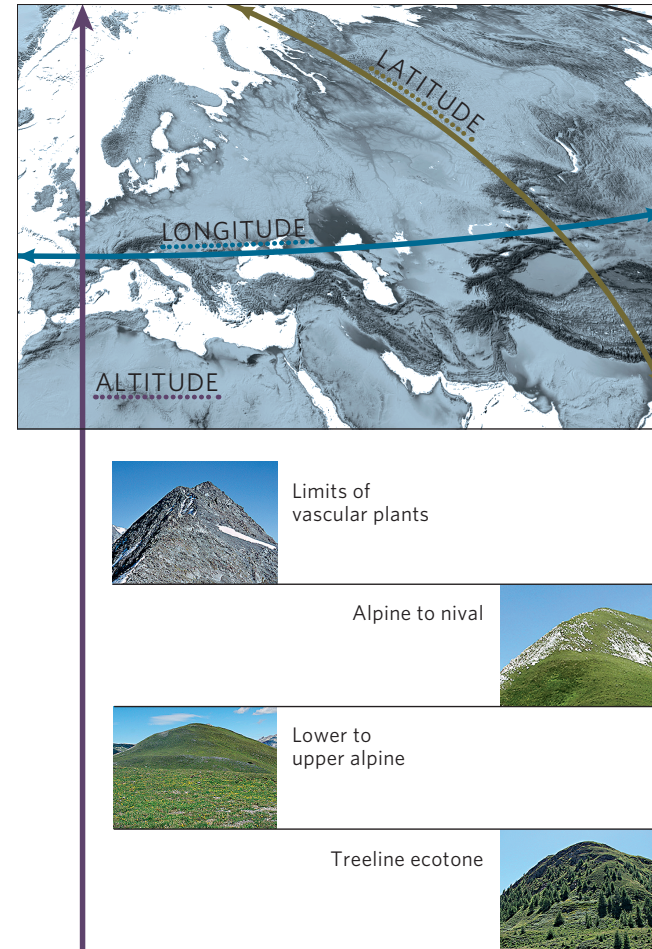 LATITUDE
LONGITUDE
ALTITUDE
Limits of
vascular plants
Alpine to nival
Lower to
upper alpine
Treeline ecotone